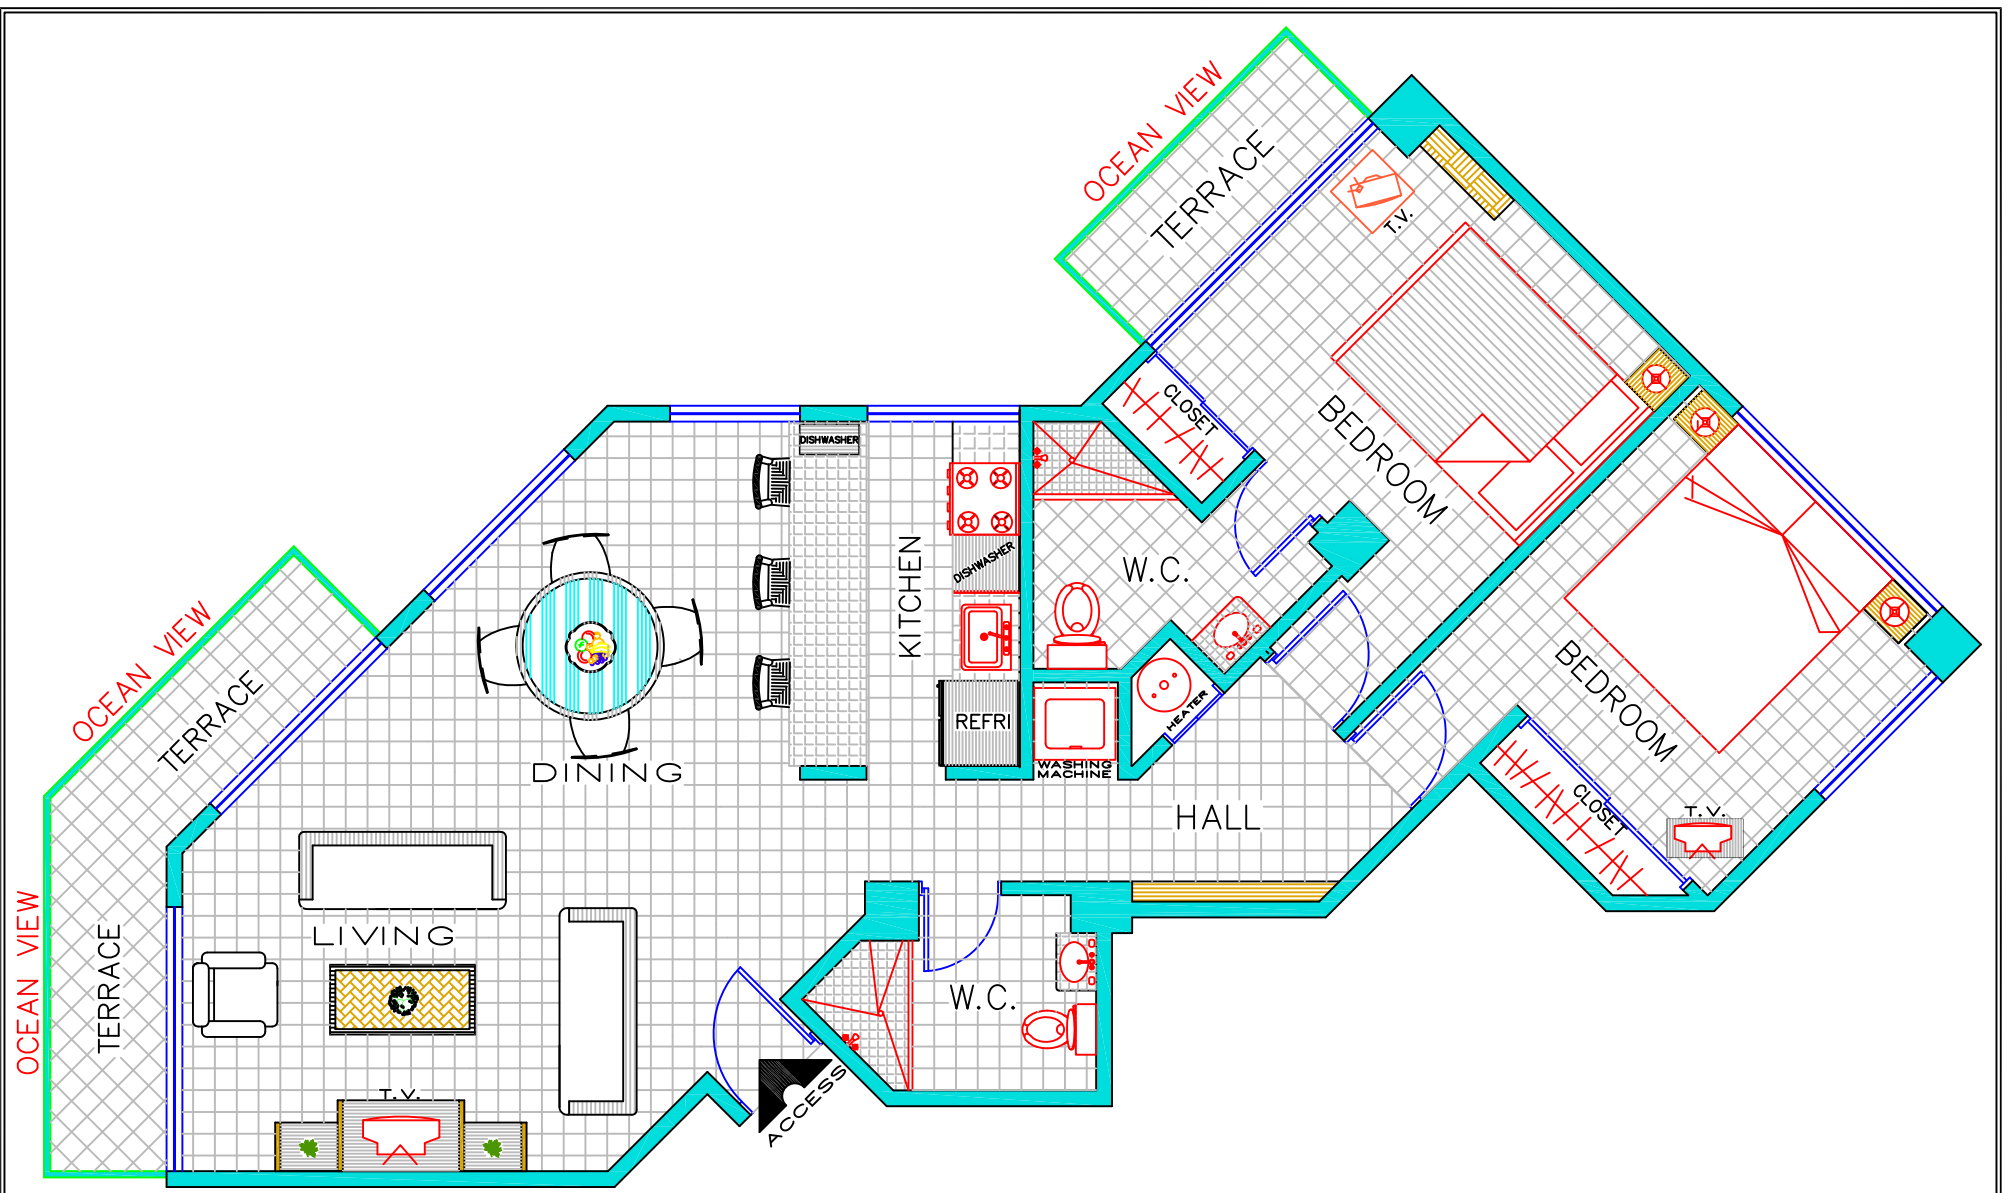 OCEAN VIEW
TERRACE
T.V.
CLOSET
BEDROOM
DISHWASHER
KITCHEN
DISHWASHER
W.C.
REFRI
WASHING
MACHINE
HEATER
BEDROOM
CLOSET
T.V.
OCEAN VIEW
TERRACE
DINING
HALL
OCEAN VIEW
TERRACE
LIVING
W.C.
T.V.
ACCESS